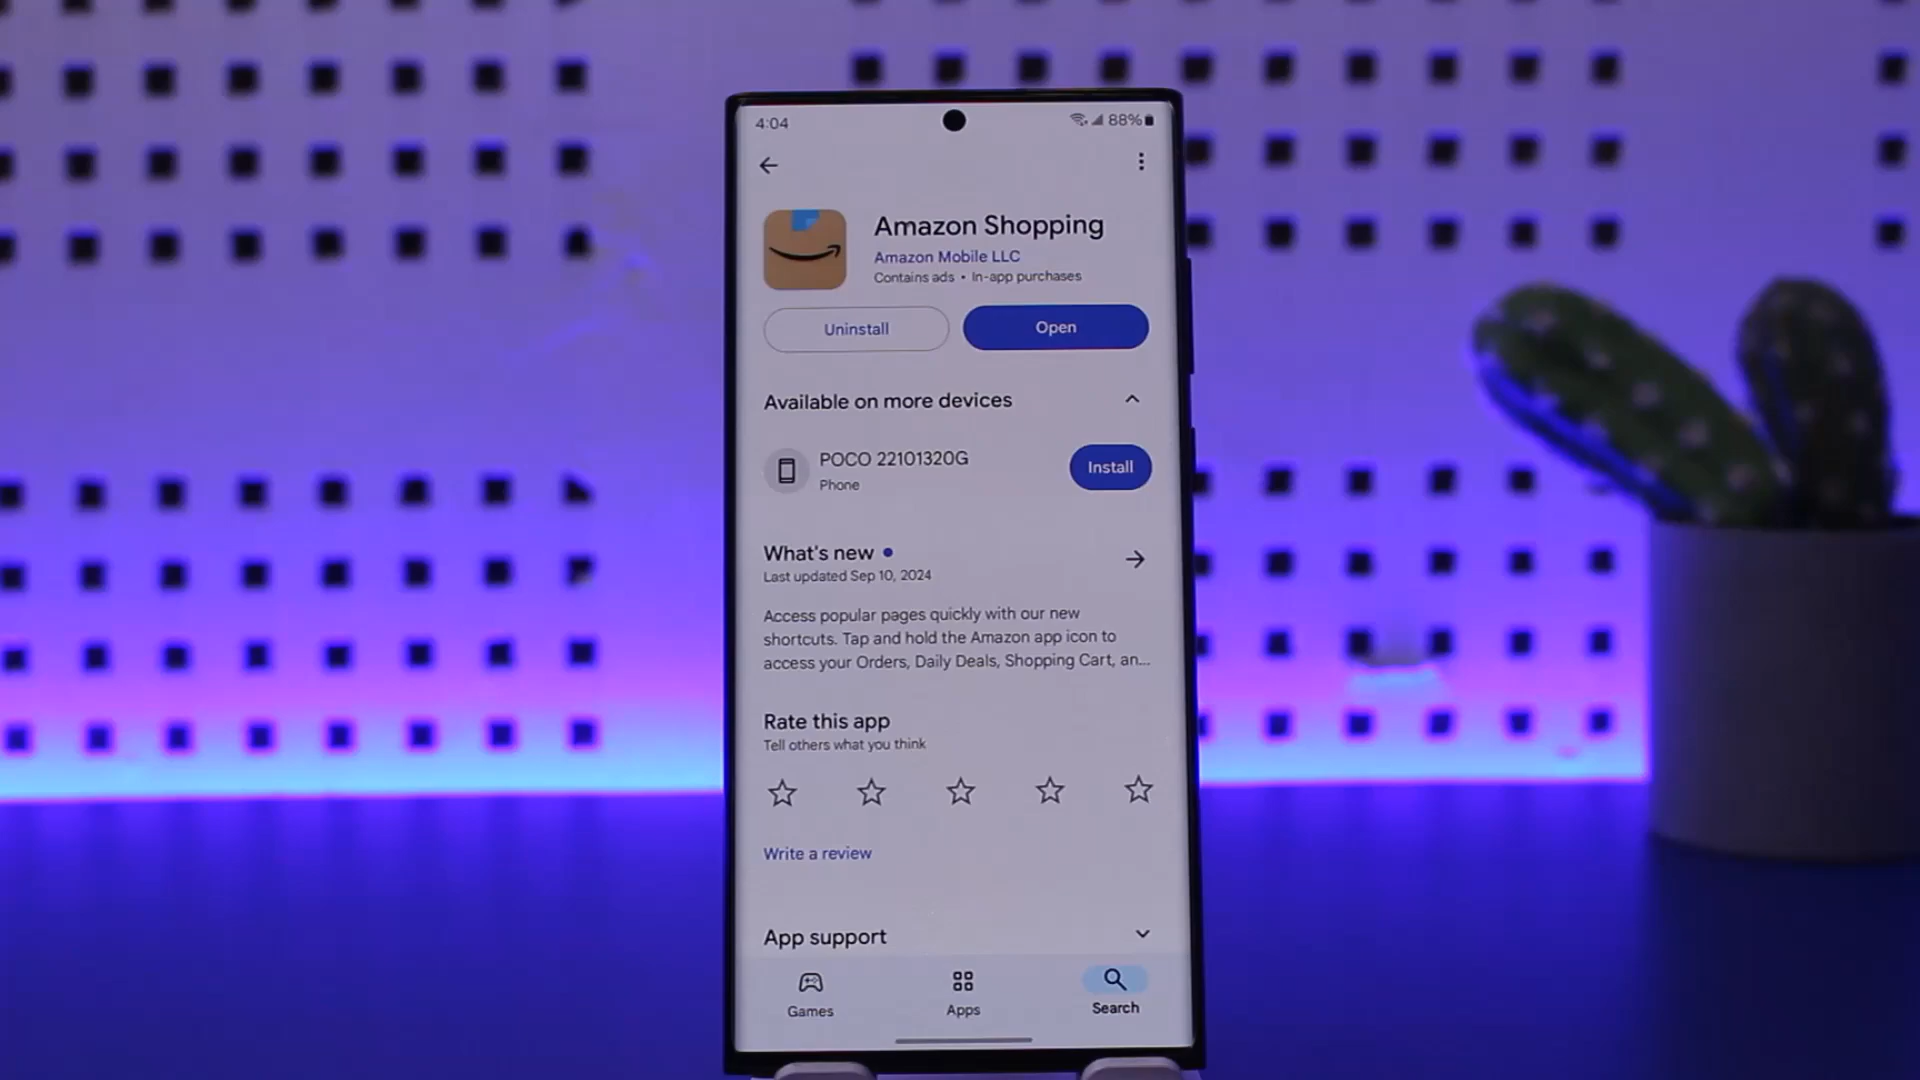 4:04
88%
Amazon Shopping
Amazon Mobile LLC
Contains ads • In-app purchases
Uninstall
Open
Available on more devices
POCO 22101320G
Phone
Install
What's new
Last updated Sep 10, 2024
Access popular pages quickly with our new
shortcuts. Tap and hold the Amazon app icon to
access your Orders, Daily Deals, Shopping Cart, an...
Rate this app
Tell others what you think
Write a review
App support
Games
Apps
Search